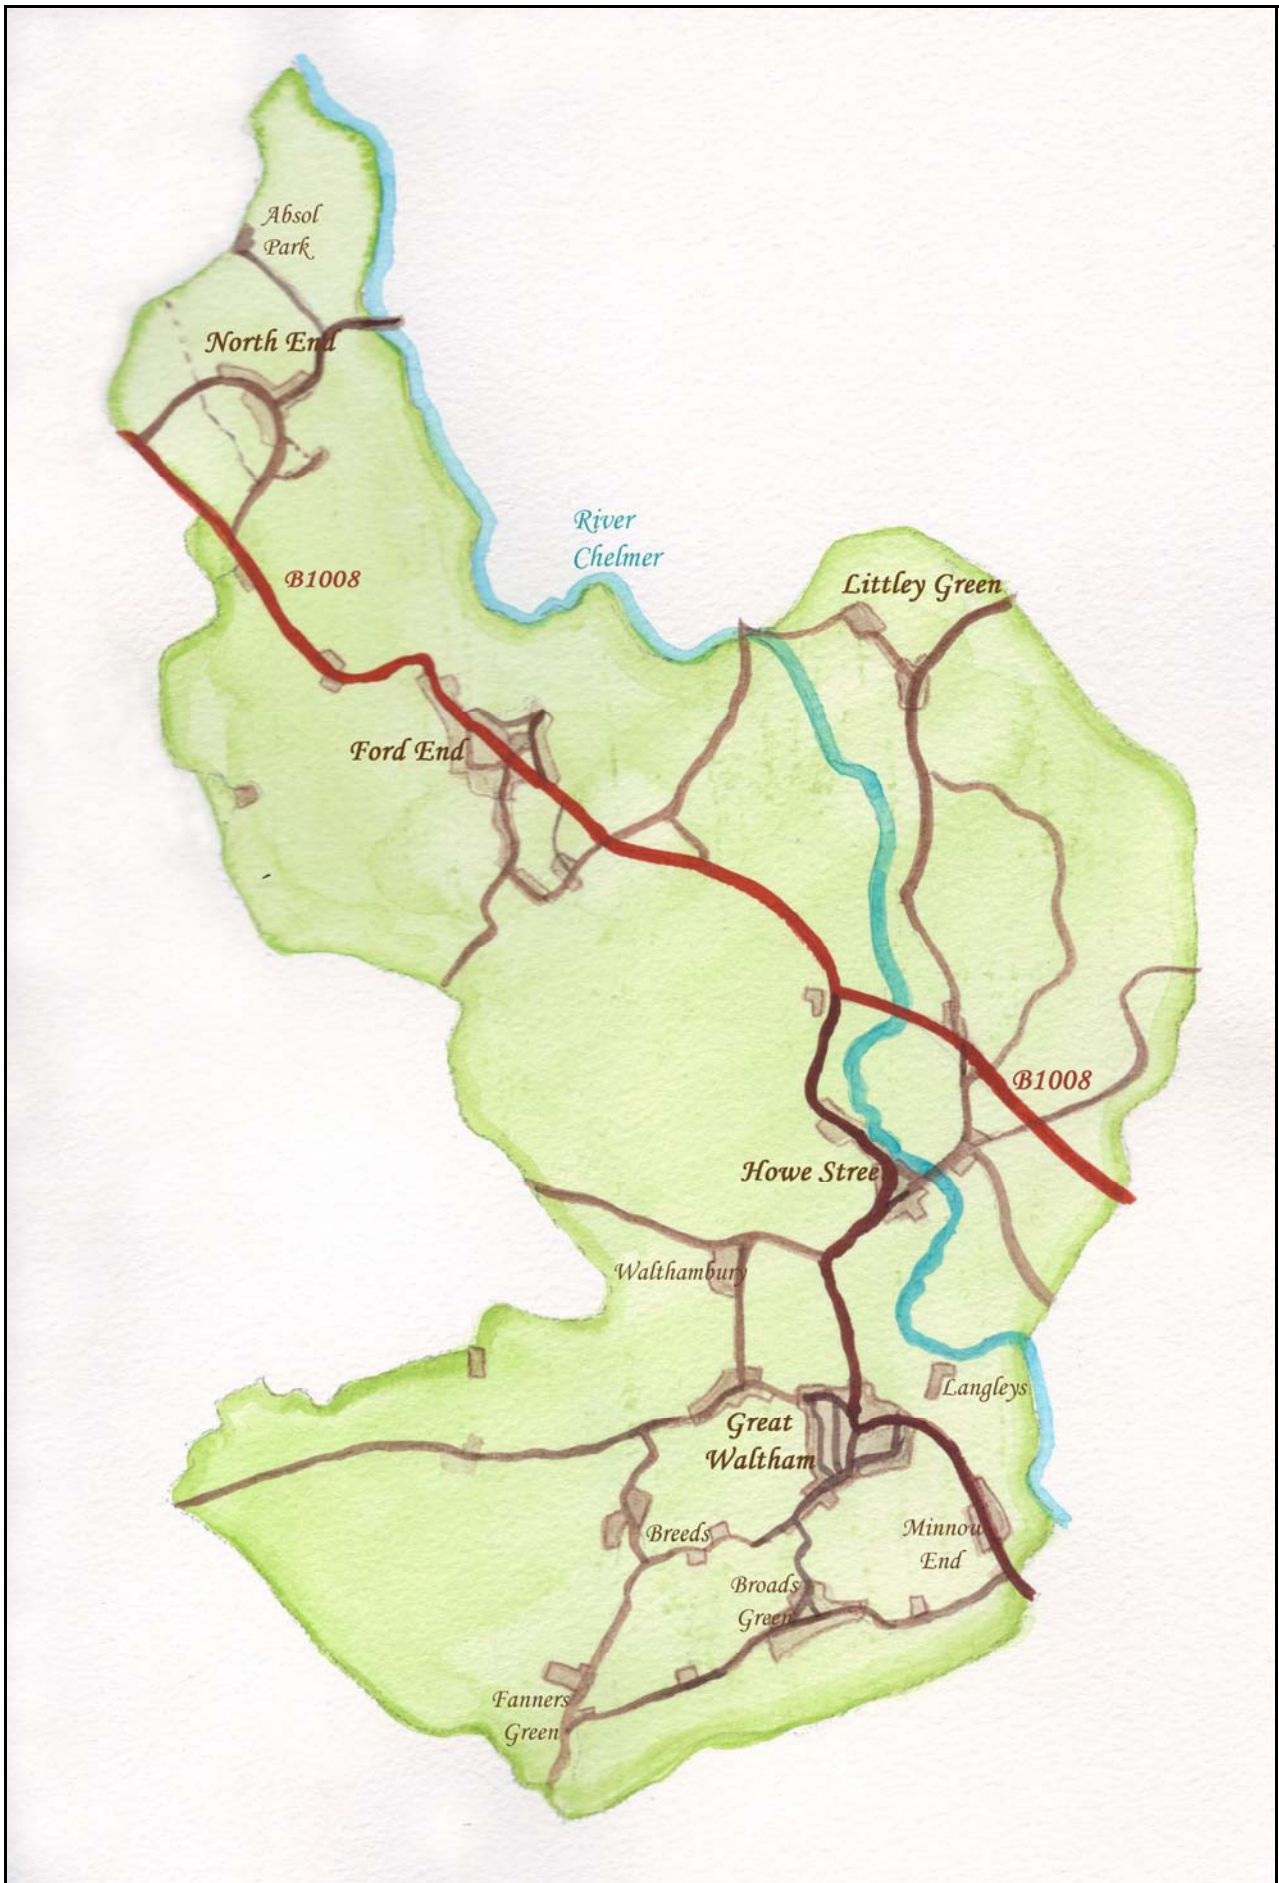 Absol
Park
North End
River
Chelmer
B1008
Littley Green
Ford End
B1008
Howe Stree
Walthambury
Langleys
Great
Waltham
Breeds
Minnow
End
Broads
Green
Fanners
Green